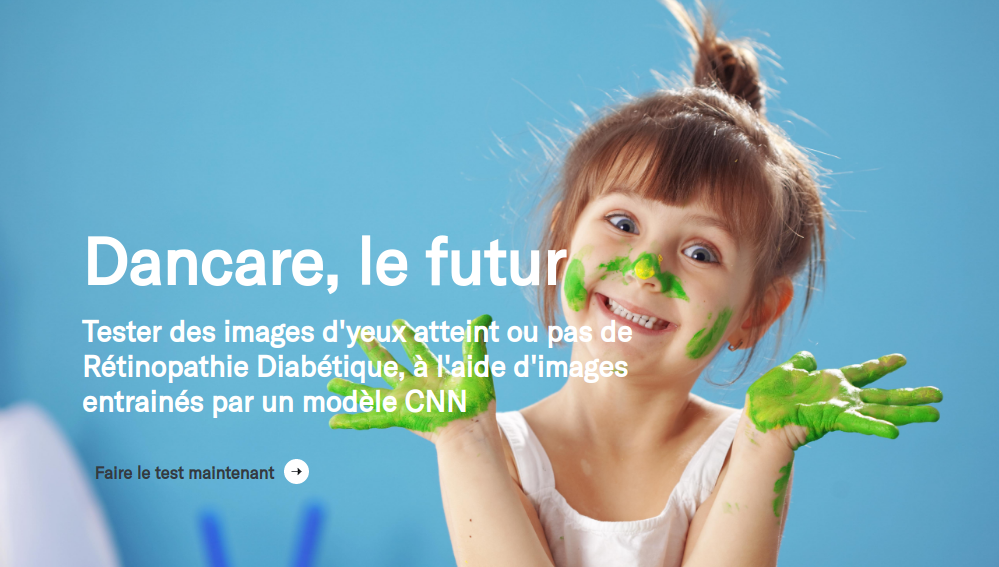 Dancare, le futur
Tester des images d'yeux atteint ou pas de
Rétinopathie Diabétique, à l'aide d'images
entrainés par un modèle CNN
Faire le test maintenant